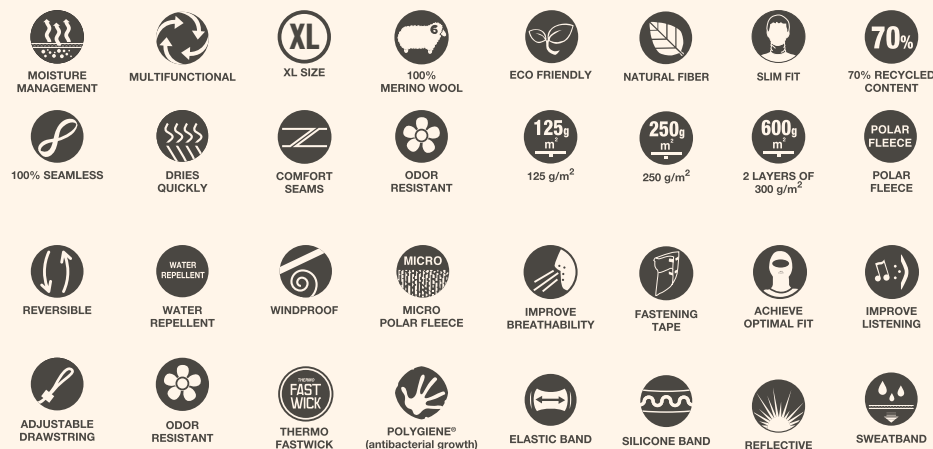 XL
70%
MOISTURE
MANAGEMENT
MULTIFUNCTIONAL
XL SIZE
100%
MERINO WOOL
ECO FRIENDLY
NATURAL FIBER
SLIM FIT
70% RECYCLED
CONTENT
125g
m²
250g
m²
600g
m²
POLAR
FLEECE
100% SEAMLESS
DRIES
QUICKLY
COMFORT
SEAMS
ODOR
RESISTANT
125 g/m²
250 g/m²
2 LAYERS OF
300 g/m²
POLAR
FLEECE
WATER
REPELLENT
MICRO
REVERSIBLE
WATER
REPELLENT
WINDPROOF
MICRO
POLAR FLEECE
IMPROVE
BREATHABILITY
FASTENING
TAPE
ACHIEVE
OPTIMAL FIT
IMPROVE
LISTENING
THERMO
FAST
WICK
ADJUSTABLE
DRAWSTRING
ODOR
RESISTANT
THERMO
FASTWICK
POLYGIENE®
(antibacterial growth)
ELASTIC BAND
SILICONE BAND
REFLECTIVE
SWEATBAND